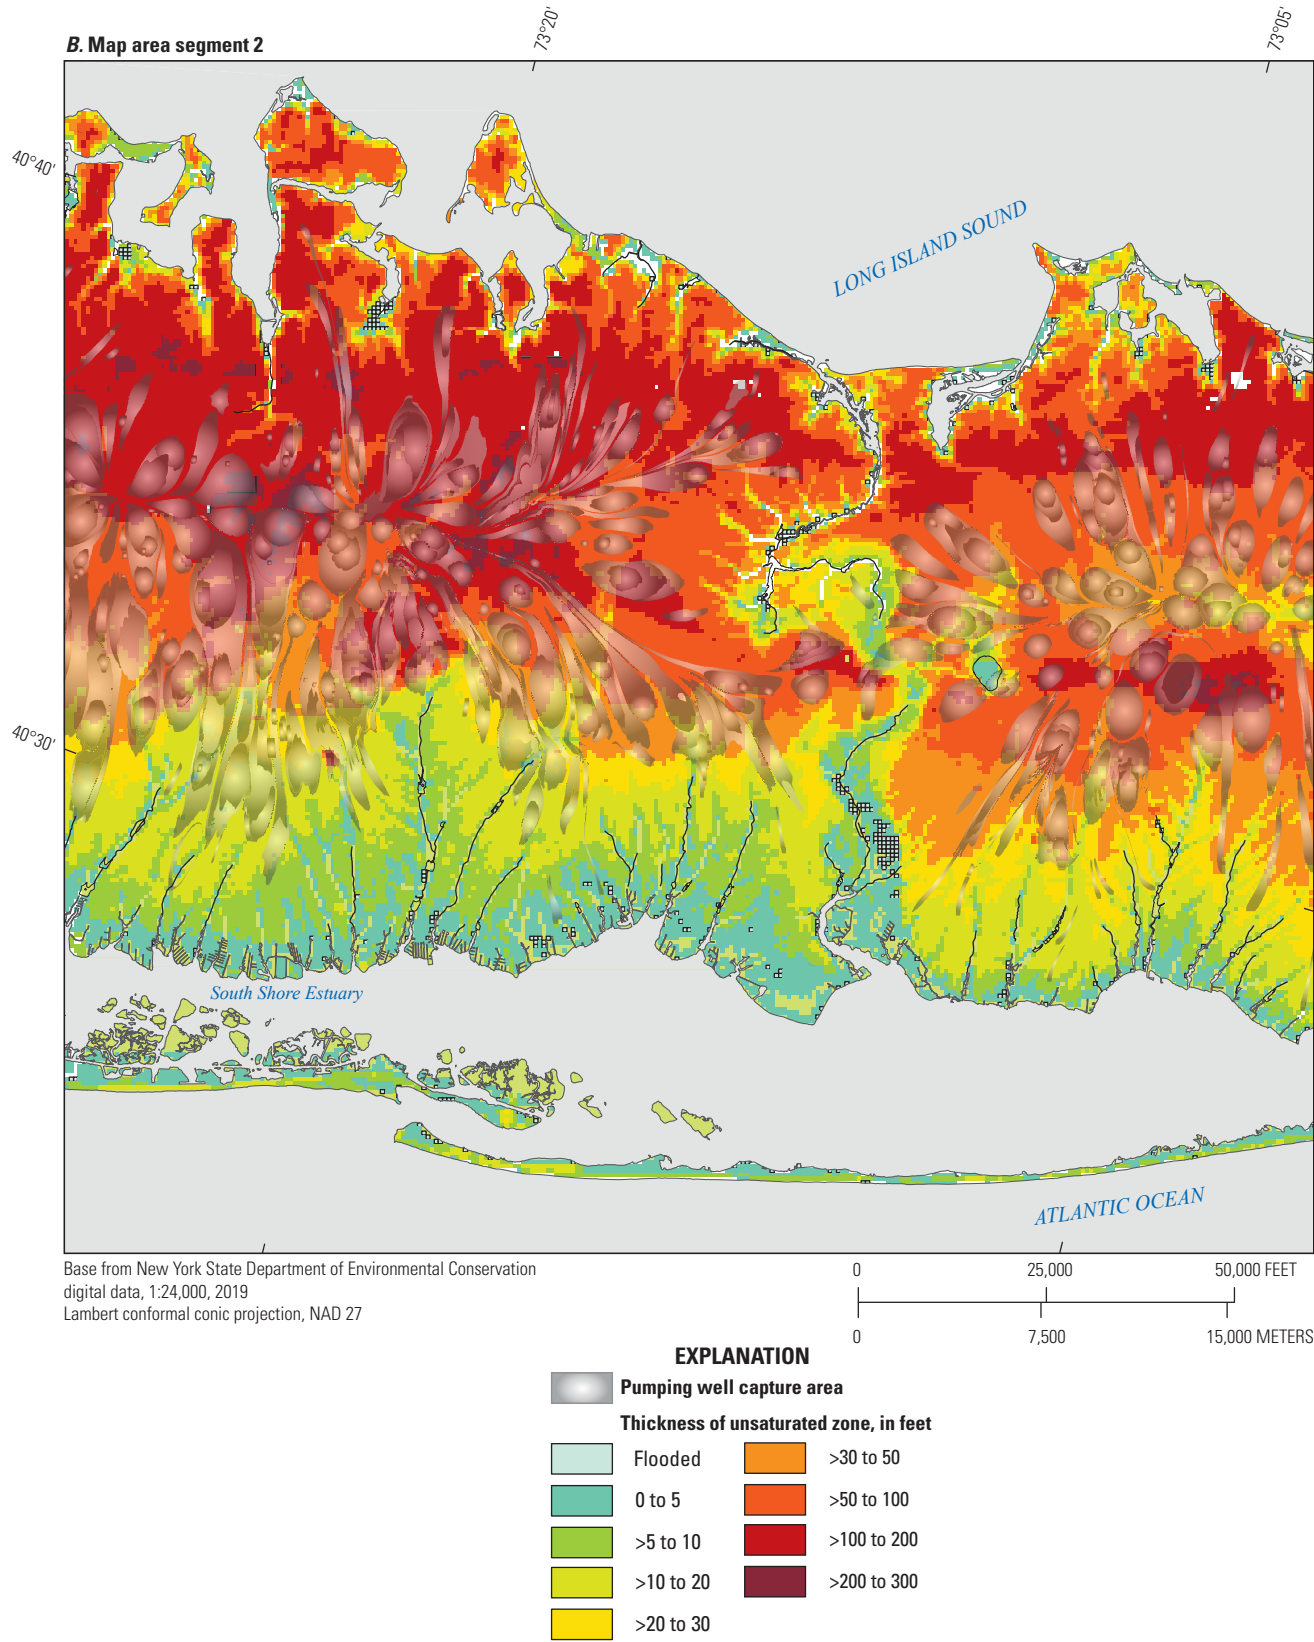 B. Map area segment 2
73°20'
73°05'
40°40'
LONG ISLAND SOUND
40°30'
South Shore Estuary
ATLANTIC OCEAN
Base from New York State Department of Environmental Conservation
digital data, 1:24,000, 2019
Lambert conformal conic projection, NAD 27
0 25,000 50,000 FEET
0 7,500 15,000 METERS
EXPLANATION
Pumping well capture area
Thickness of unsaturated zone, in feet
Flooded
0 to 5
>5 to 10
>10 to 20
>20 to 30
>30 to 50
>50 to 100
>100 to 200
>200 to 300